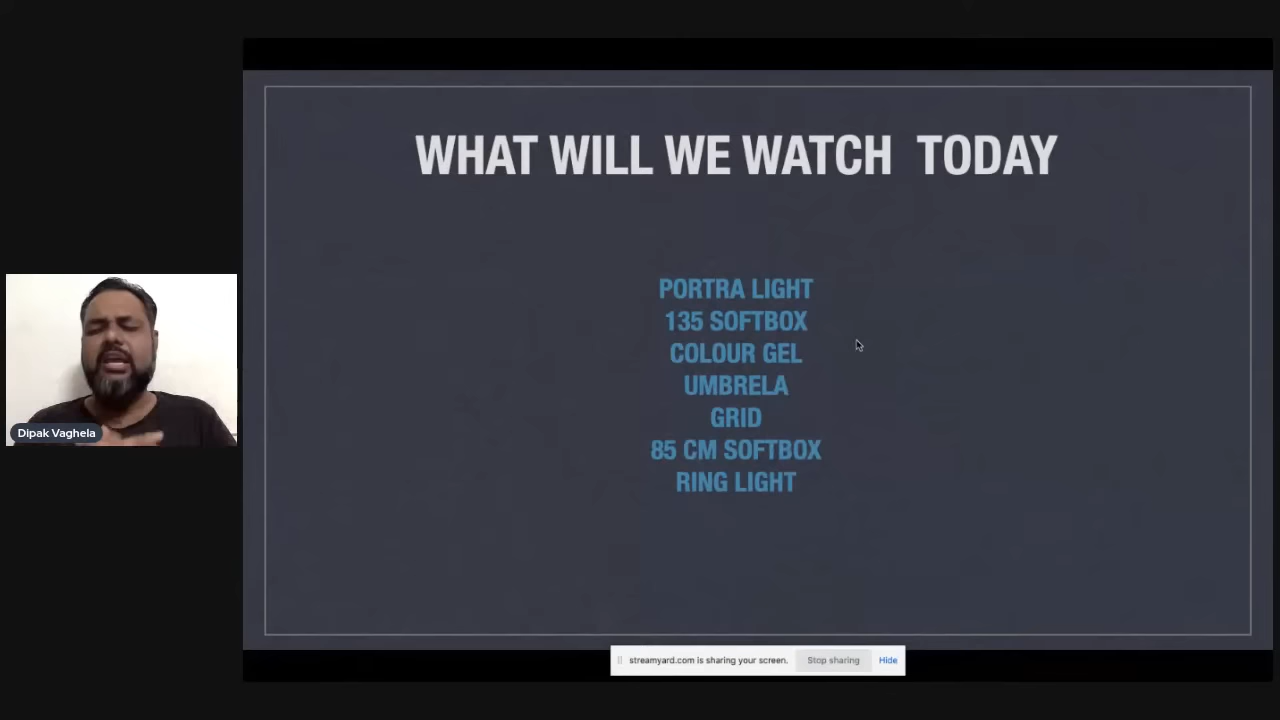 WHAT WILL WE WATCH TODAY
PORTRA LIGHT
135 SOFTBOX
COLOUR GEL
UMBRELA
GRID
85 CM SOFTBOX
RING LIGHT
Dipak Vaghela
streamyard.com is sharing your screen. Stop sharing Hide